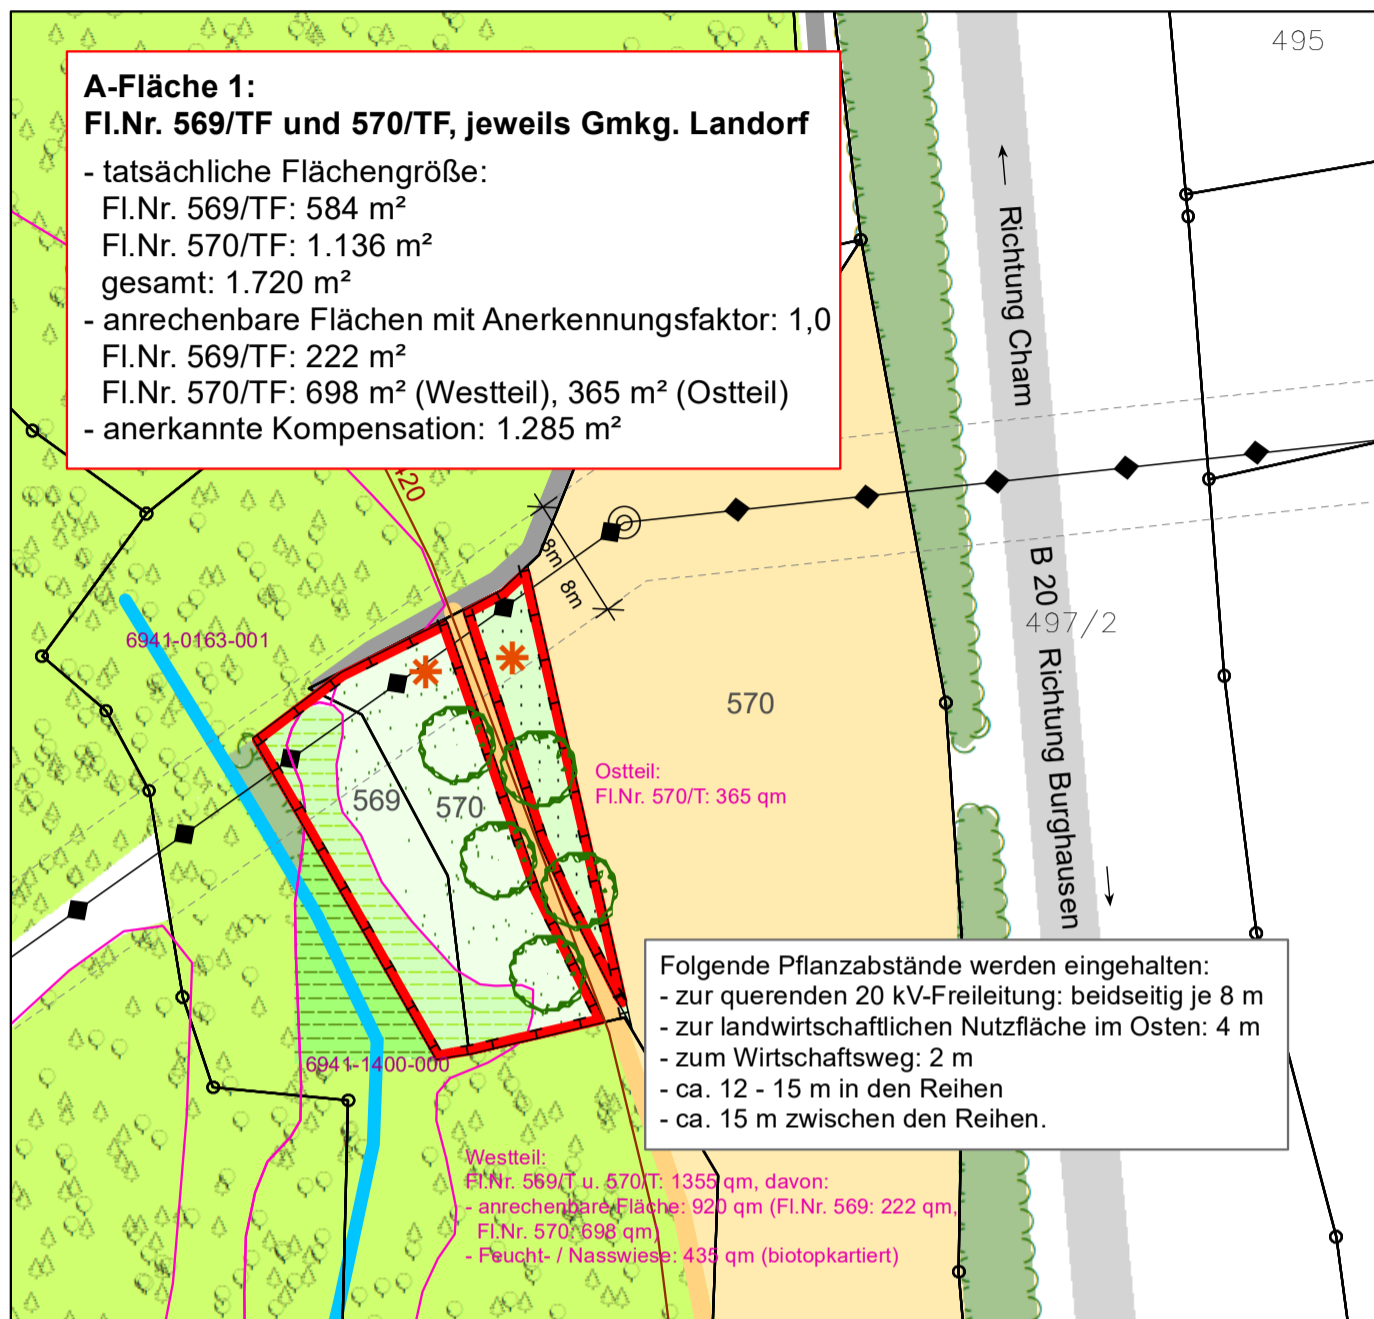 495
A-Fläche 1:
Fl.Nr. 569/TF und 570/TF, jeweils Gmkg. Landorf
- tatsächliche Flächengröße:
Fl.Nr. 569/TF: 584 m²
Fl.Nr. 570/TF: 1.136 m²
gesamt: 1.720 m²
- anrechenbare Flächen mit Anerkennungsfaktor: 1,0
Fl.Nr. 569/TF: 222 m²
Fl.Nr. 570/TF: 698 m² (Westteil), 365 m² (Ostteil)
- anerkannte Kompensation: 1.285 m²
Richtung Cham
420
8m
8m
B 20 Richtung Burghausen
497/2
6941-0163-001
570
Ostteil:
Fl.Nr. 570/T: 365 qm
569
570
Folgende Pflanzabstände werden eingehalten:
- zur querenden 20 kV-Freileitung: beidseitig je 8 m
- zur landwirtschaftlichen Nutzfläche im Osten: 4 m
- zum Wirtschaftsweg: 2 m
- ca. 12 - 15 m in den Reihen
- ca. 15 m zwischen den Reihen.
6941-1400-000
Westteil:
Fl.Nr. 569/T u. 570/T: 1355 qm, davon:
- anrechenbare Fläche: 920 qm (Fl.Nr. 569: 222 qm,
Fl.Nr. 570: 698 qm)
- Feucht- / Nasswiese: 435 qm (biotopkartiert)